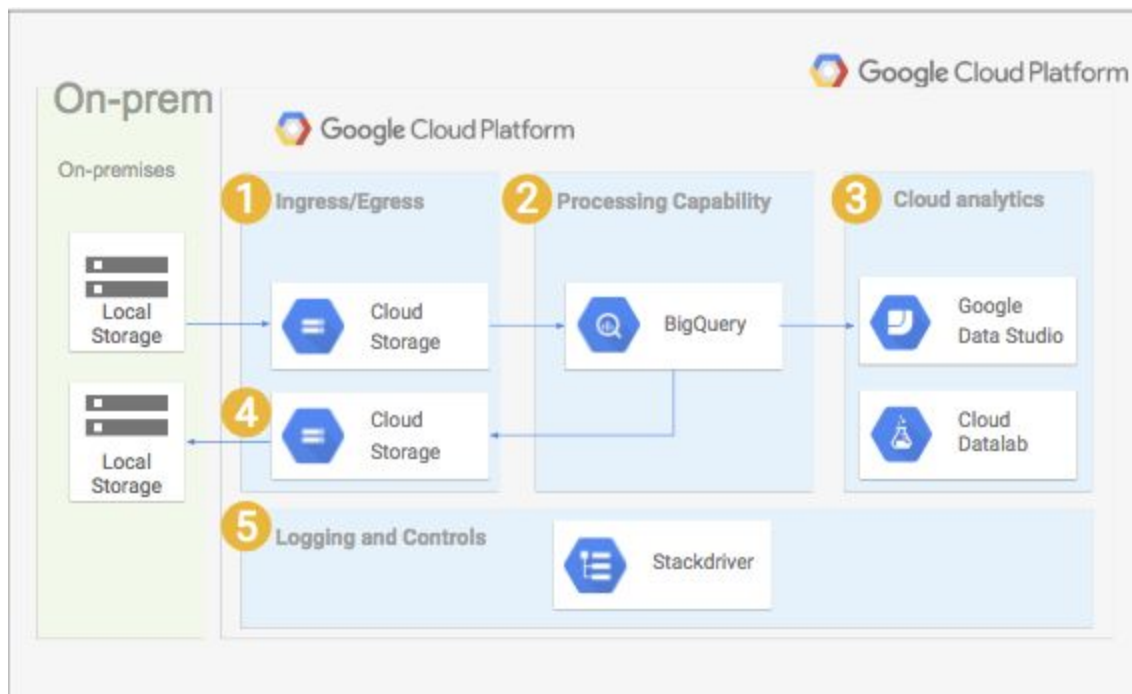 Google Cloud Platform
On-prem
Google Cloud Platform
On-premises
1 Ingress/Egress
2 Processing Capability
3 Cloud analytics
Local
Storage
Cloud
Storage
BigQuery
Google
Data Studio
Local
Storage
4
Cloud
Storage
Cloud
Datalab
5 Logging and Controls
Stackdriver